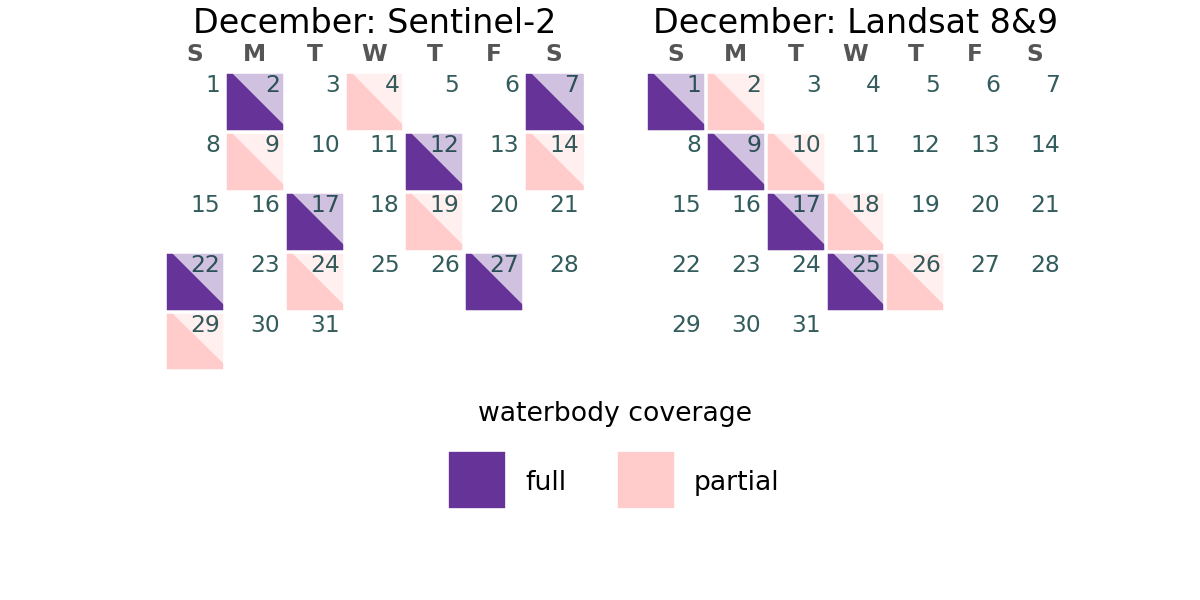 December: Sentinel-2
S M T W T F S
1 2 3 4 5 6 7
8 9 10 11 12 13 14
15 16 17 18 19 20 21
22 23 24 25 26 27 28
29 30 31
December: Landsat 8&9
S M T W T F S
1 2 3 4 5 6 7
8 9 10 11 12 13 14
15 16 17 18 19 20 21
22 23 24 25 26 27 28
29 30 31
waterbody coverage
full partial